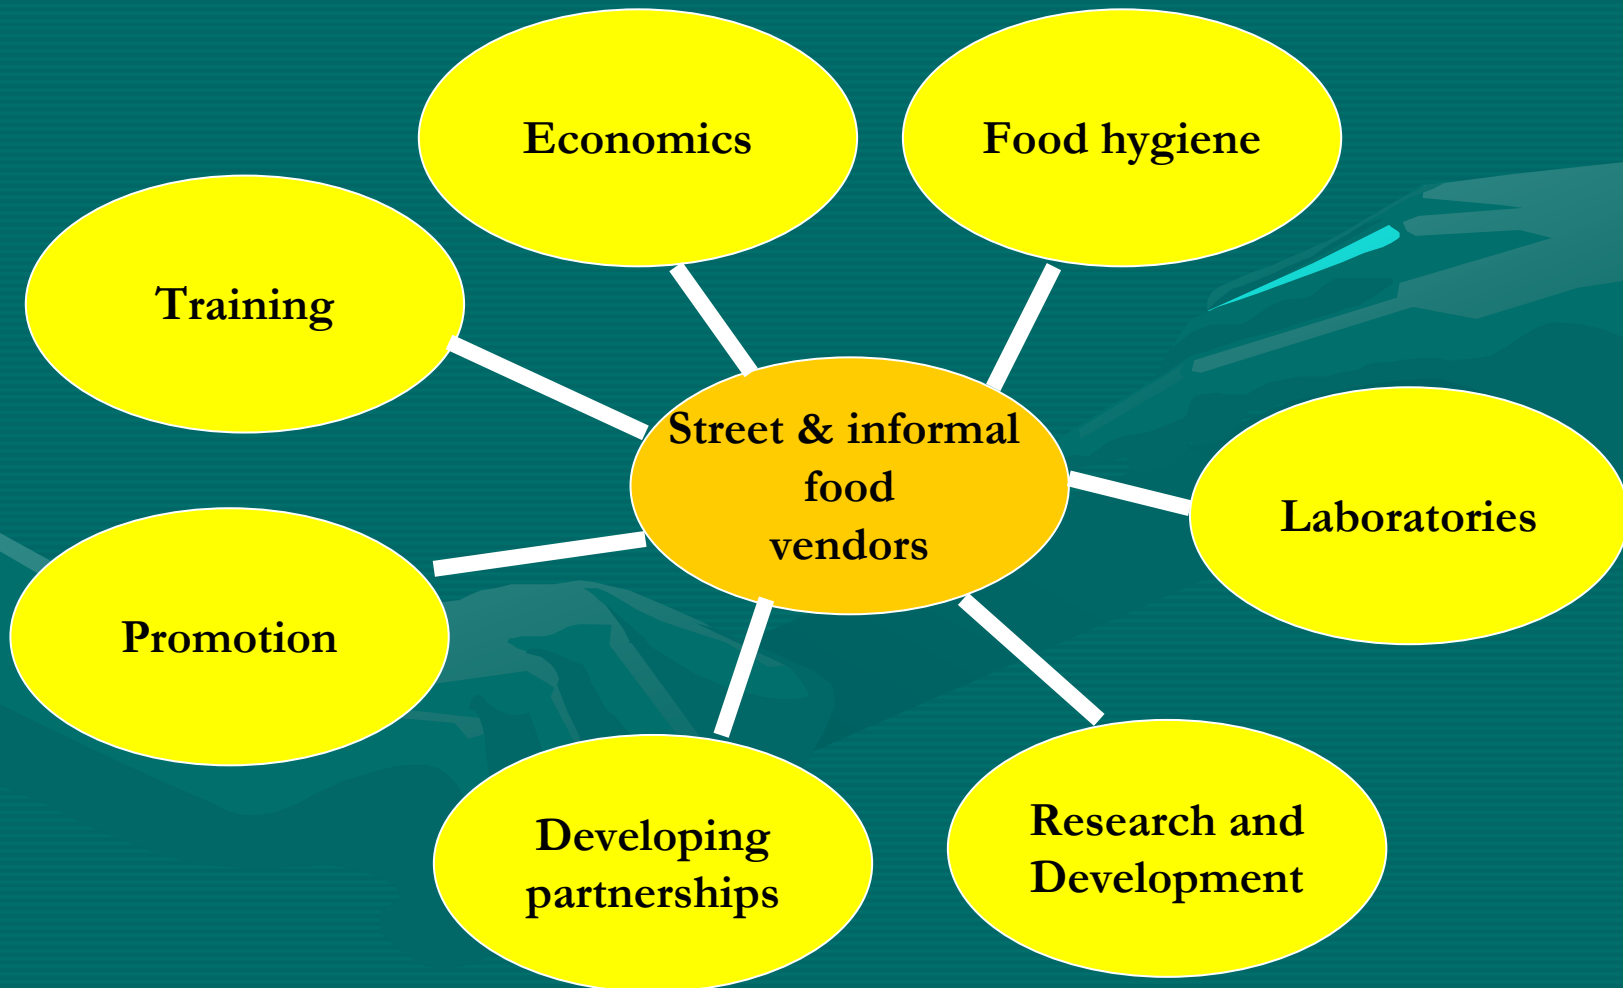 Economics
Food hygiene
Training
Street & informal
food
vendors
Laboratories
Promotion
Developing
partnerships
Research and
Development